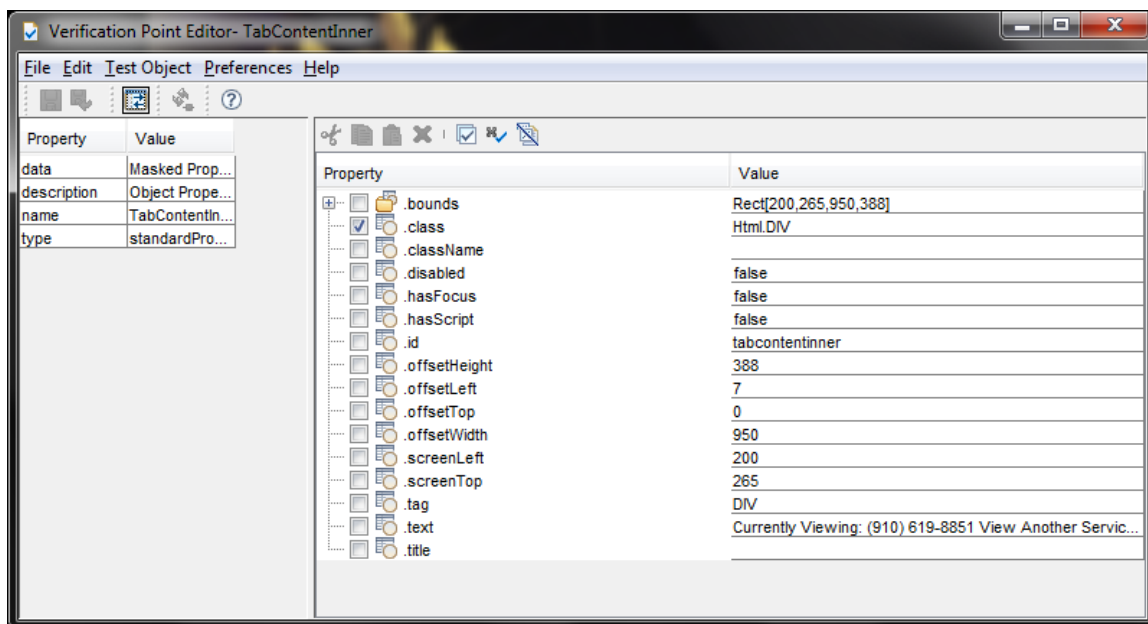 Verification Point Editor- TabContentInner
File Edit Test Object Preferences Help
Property Value
data Masked Prop...
description Object Prope...
name TabContentIn...
type standardPro...
Property Value
.bounds Rect[200,265,950,388]
.class Html.DIV
.className
.disabled false
.hasFocus false
.hasScript false
.id tabcontentinner
.offsetHeight 388
.offsetLeft 7
.offsetTop 0
.offsetWidth 950
.screenLeft 200
.screenTop 265
.tag DIV
.text Currently Viewing: (910) 619-8851 View Another Servic...
.title